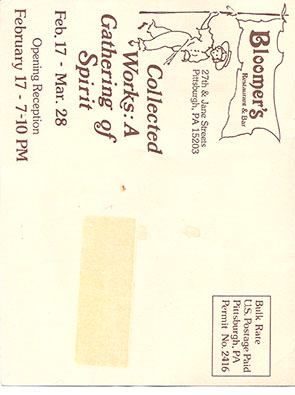 Bloomer's
Restaurant & Bar
27th & Jane Streets
Pittsburgh, PA 15203
Collected
Works: A
Gathering of
Spirit
Feb. 17 - Mar. 28
Opening Reception
February 17 - 7-10 PM
Bulk Rate
U.S. Postage Paid
Pittsburgh, PA
Permit No. 2416